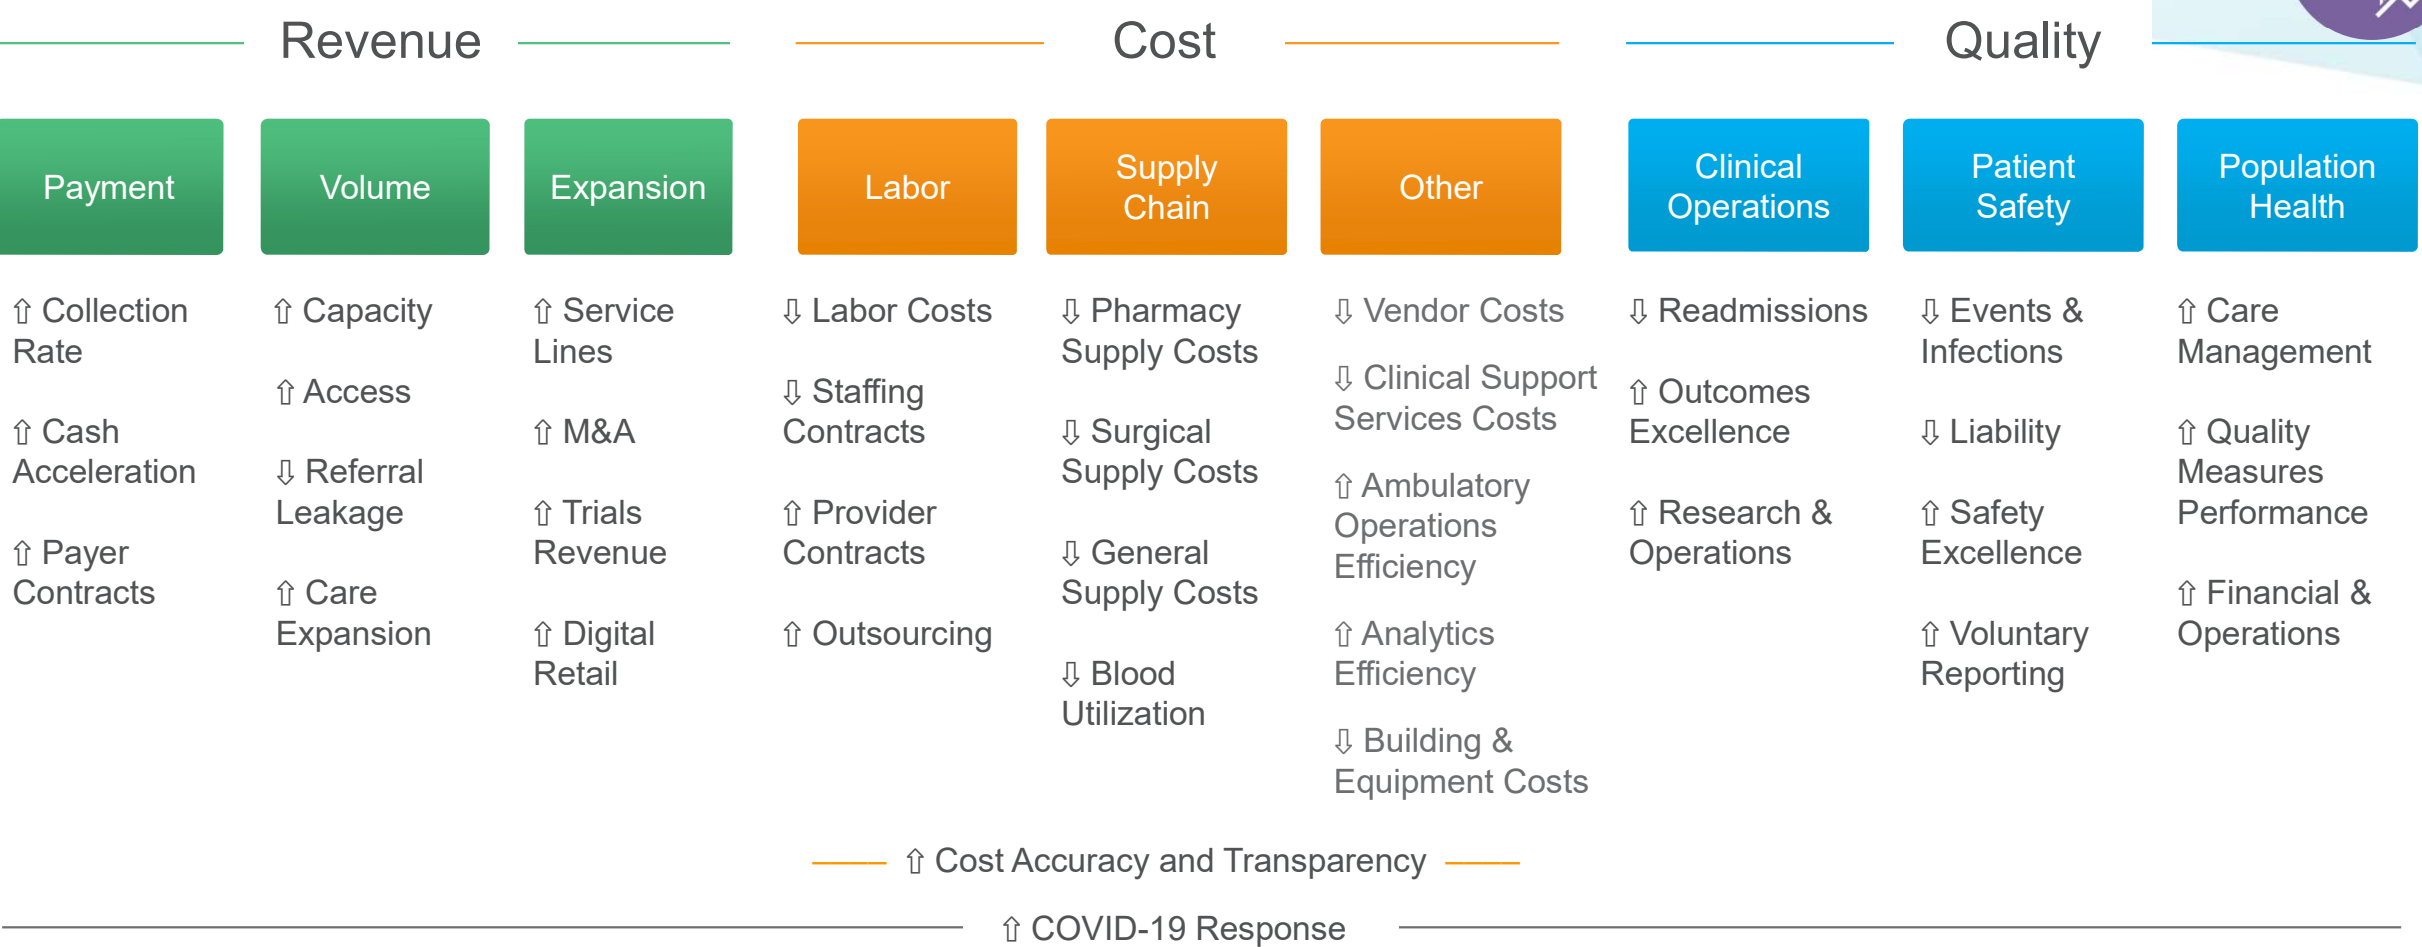 Revenue
Cost
Quality
Payment
Volume
Expansion
Labor
Supply
Chain
Other
Clinical
Operations
Patient
Safety
Population
Health
⇧ Collection
Rate
⇧ Cash
Acceleration
⇧ Payer
Contracts
⇧ Capacity
⇧ Access
⇩ Referral
Leakage
⇧ Care
Expansion
⇧ Service
Lines
⇧ M&A
⇧ Trials
Revenue
⇧ Digital
Retail
⇩ Labor Costs
⇩ Staffing
Contracts
⇧ Provider
Contracts
⇧ Outsourcing
⇩ Pharmacy
Supply Costs
⇩ Surgical
Supply Costs
⇩ General
Supply Costs
⇩ Blood
Utilization
⇩ Vendor Costs
⇩ Clinical Support
Services Costs
⇧ Ambulatory
Operations
Efficiency
⇧ Analytics
Efficiency
⇩ Building &
Equipment Costs
⇩ Readmissions
⇧ Outcomes
Excellence
⇧ Research &
Operations
⇩ Events &
Infections
⇩ Liability
⇧ Safety
Excellence
⇧ Voluntary
Reporting
⇧ Care
Management
⇧ Quality
Measures
Performance
⇧ Financial &
Operations
⇧ Cost Accuracy and Transparency
⇧ COVID-19 Response